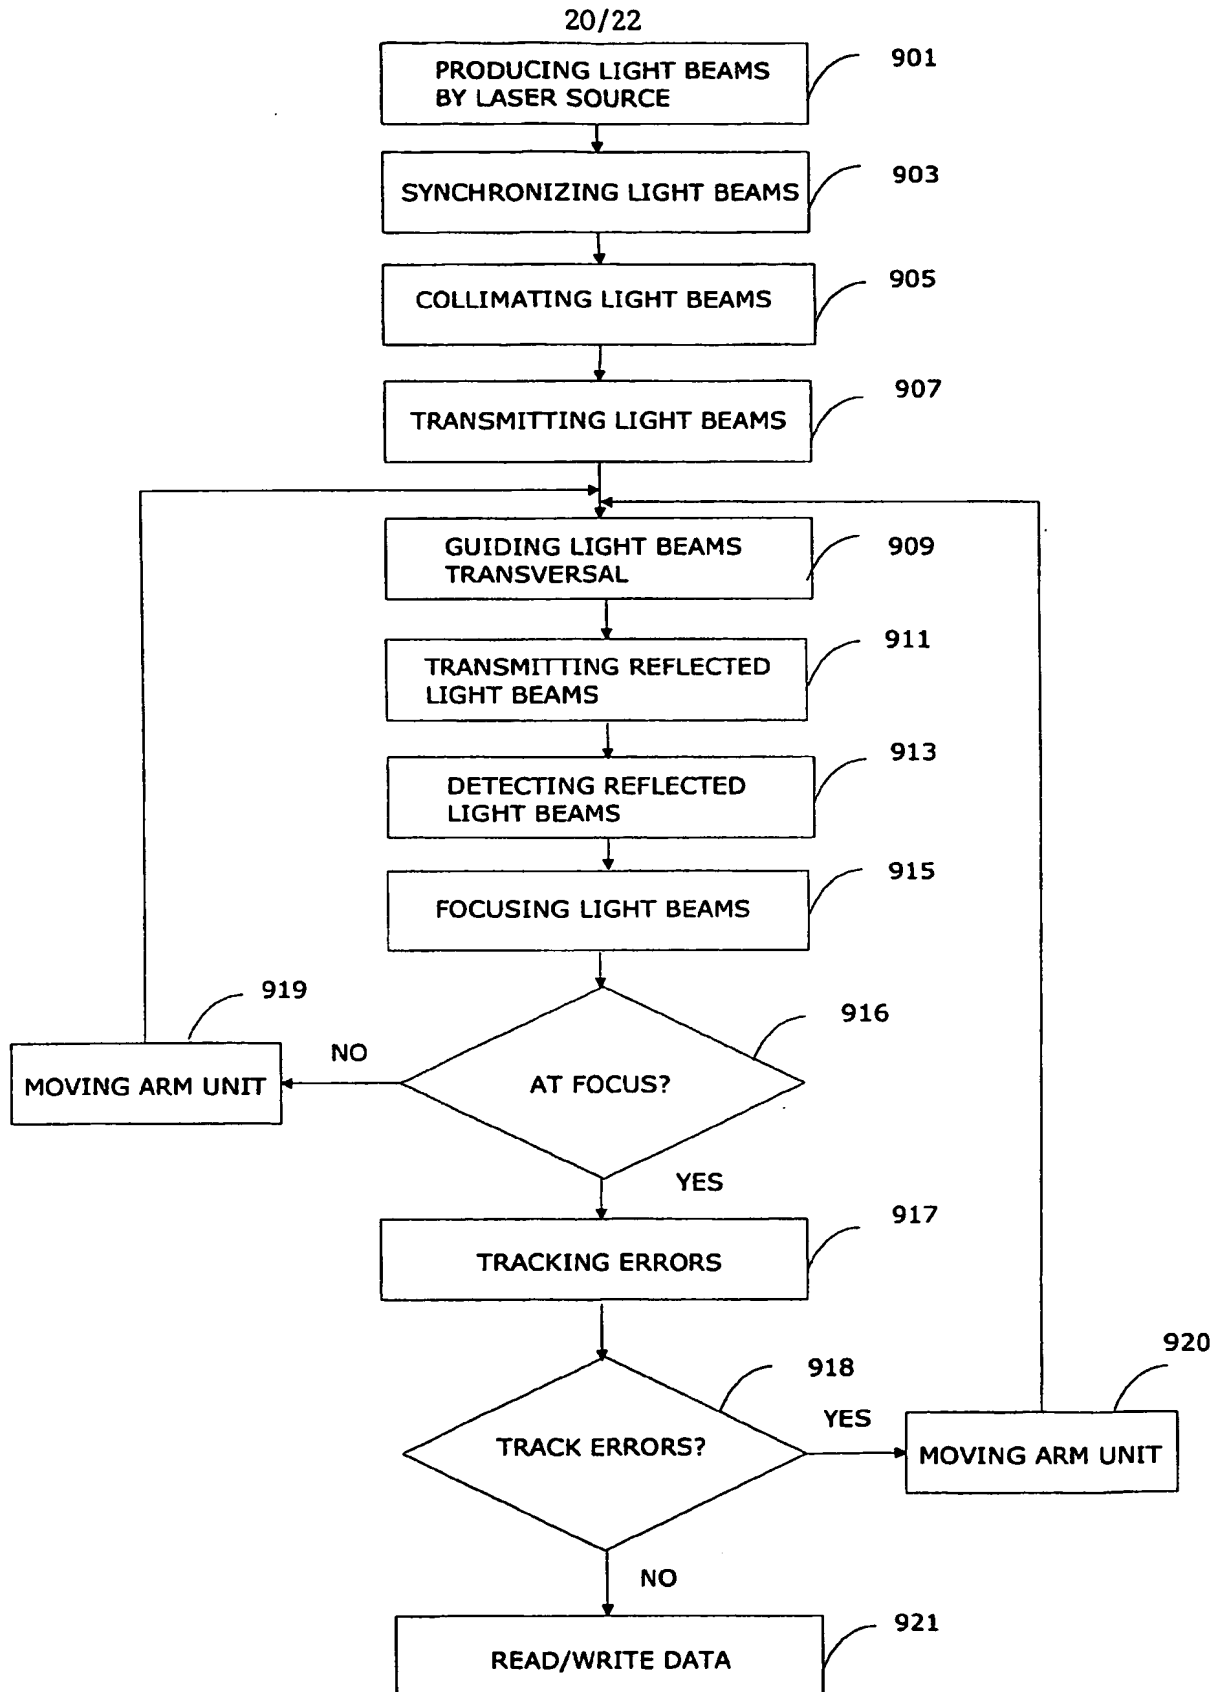 20/22
PRODUCING LIGHT BEAMS
BY LASER SOURCE
901
SYNCHRONIZING LIGHT BEAMS
903
COLLIMATING LIGHT BEAMS
905
TRANSMITTING LIGHT BEAMS
907
GUIDING LIGHT BEAMS
TRANSVERSAL
909
TRANSMITTING REFLECTED
LIGHT BEAMS
911
DETECTING REFLECTED
LIGHT BEAMS
913
FOCUSING LIGHT BEAMS
915
919
MOVING ARM UNIT
NO
AT FOCUS?
916
YES
TRACKING ERRORS
917
TRACK ERRORS?
918
YES
920
MOVING ARM UNIT
NO
READ/WRITE DATA
921